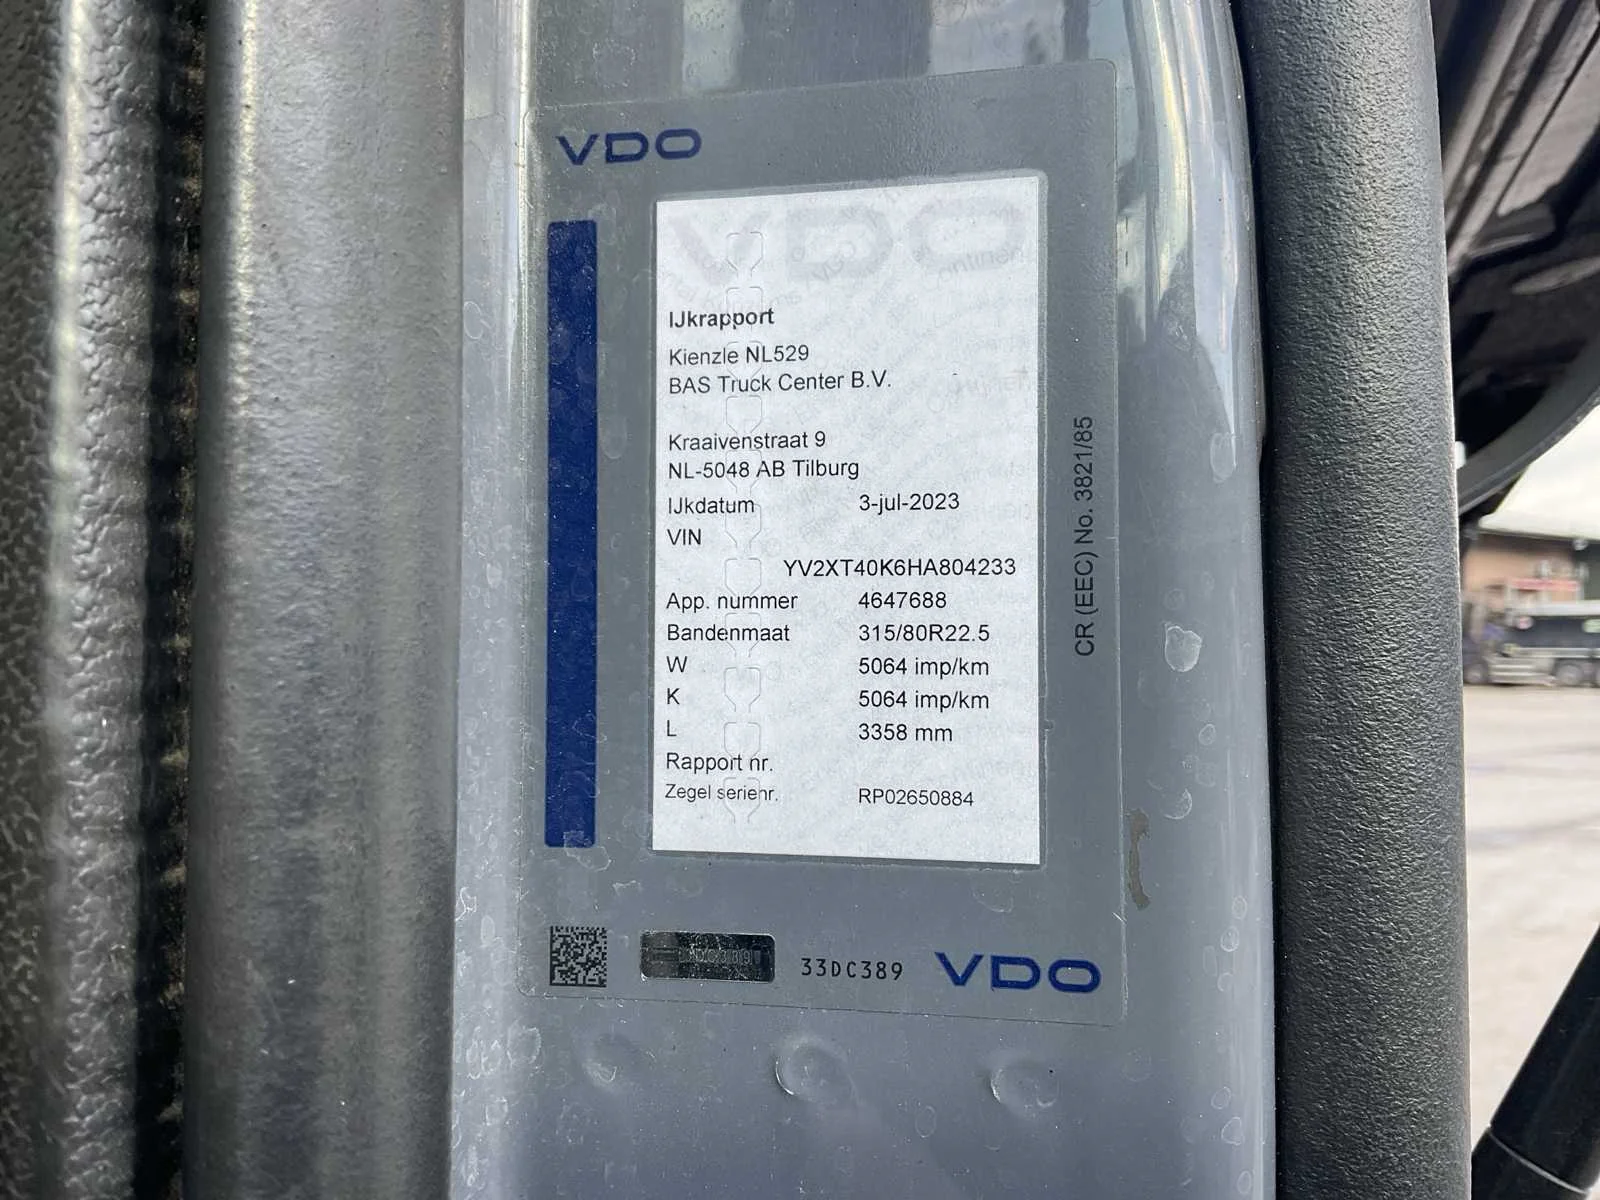 VDO
IJkrapport
Kienzle NL529
BAS Truck Center B.V.
Kraaivenstraat 9
NL-5048 AB Tilburg
IJkdatum 3-jul-2023
VIN
YV2XT40K6HA804233
App. nummer 4647688
Bandenmaat 315/80R22.5
W 5064 imp/km
K 5064 imp/km
L 3358 mm
Rapport nr.
Zegel serienr. RP02650884
CR (EEC) No. 3821/85
33DC389
VDO